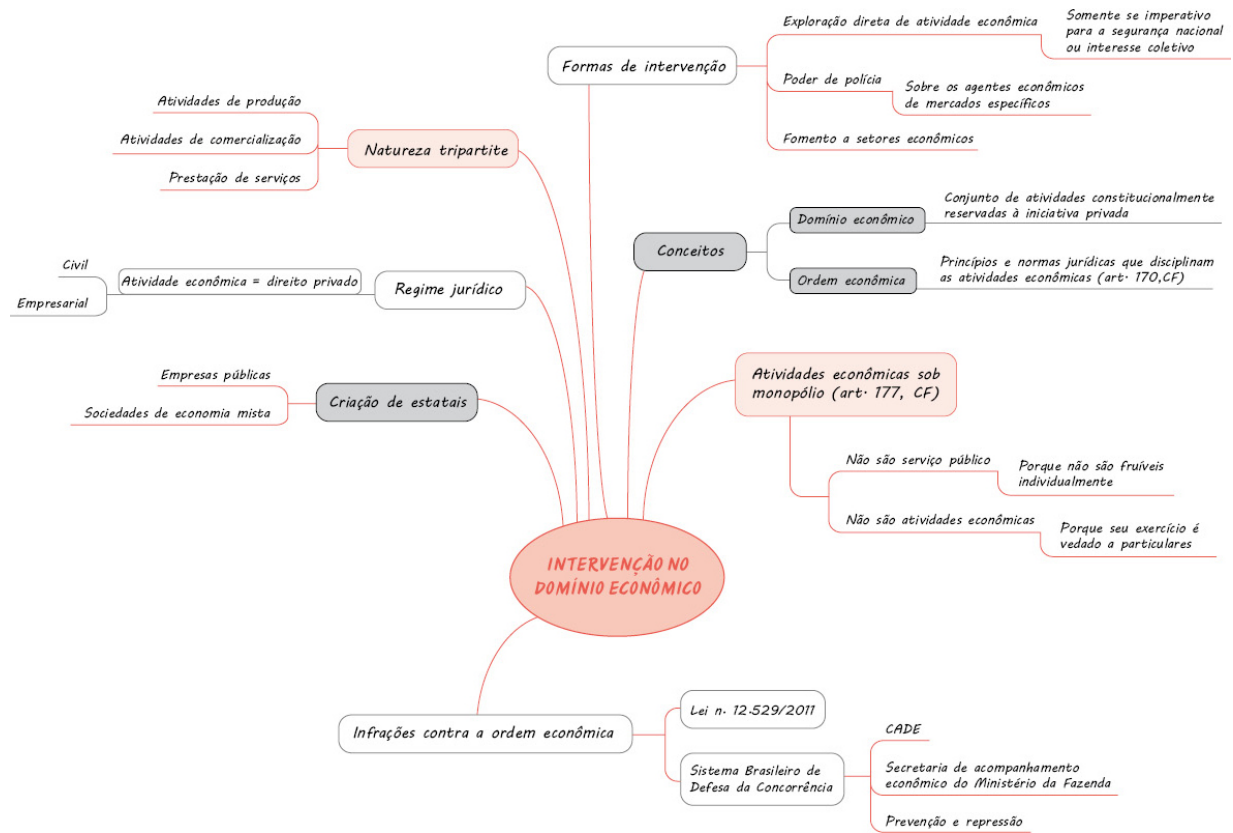 INTERVENÇÃO NO
DOMÍNIO ECONÔMICO
Formas de intervenção
Exploração direta de atividade econômica
Somente se imperativo
para a segurança nacional
ou interesse coletivo
Poder de polícia
Sobre os agentes econômicos
de mercados específicos
Fomento a setores econômicos
Conceitos
Domínio econômico
Conjunto de atividades constitucionalmente
reservadas à iniciativa privada
Ordem econômica
Princípios e normas jurídicas que disciplinam
as atividades econômicas (art. 170,CF)
Atividades econômicas sob
monopólio (art. 177, CF)
Não são serviço público
Porque não são fruíveis
individualmente
Não são atividades econômicas
Porque seu exercício é
vedado a particulares
Natureza tripartite
Atividades de produção
Atividades de comercialização
Prestação de serviços
Regime jurídico
Atividade econômica = direito privado
Civil
Empresarial
Criação de estatais
Empresas públicas
Sociedades de economia mista
Infrações contra a ordem econômica
Lei n. 12.529/2011
Sistema Brasileiro de
Defesa da Concorrência
CADE
Secretaria de acompanhamento
econômico do Ministério da Fazenda
Prevenção e repressão